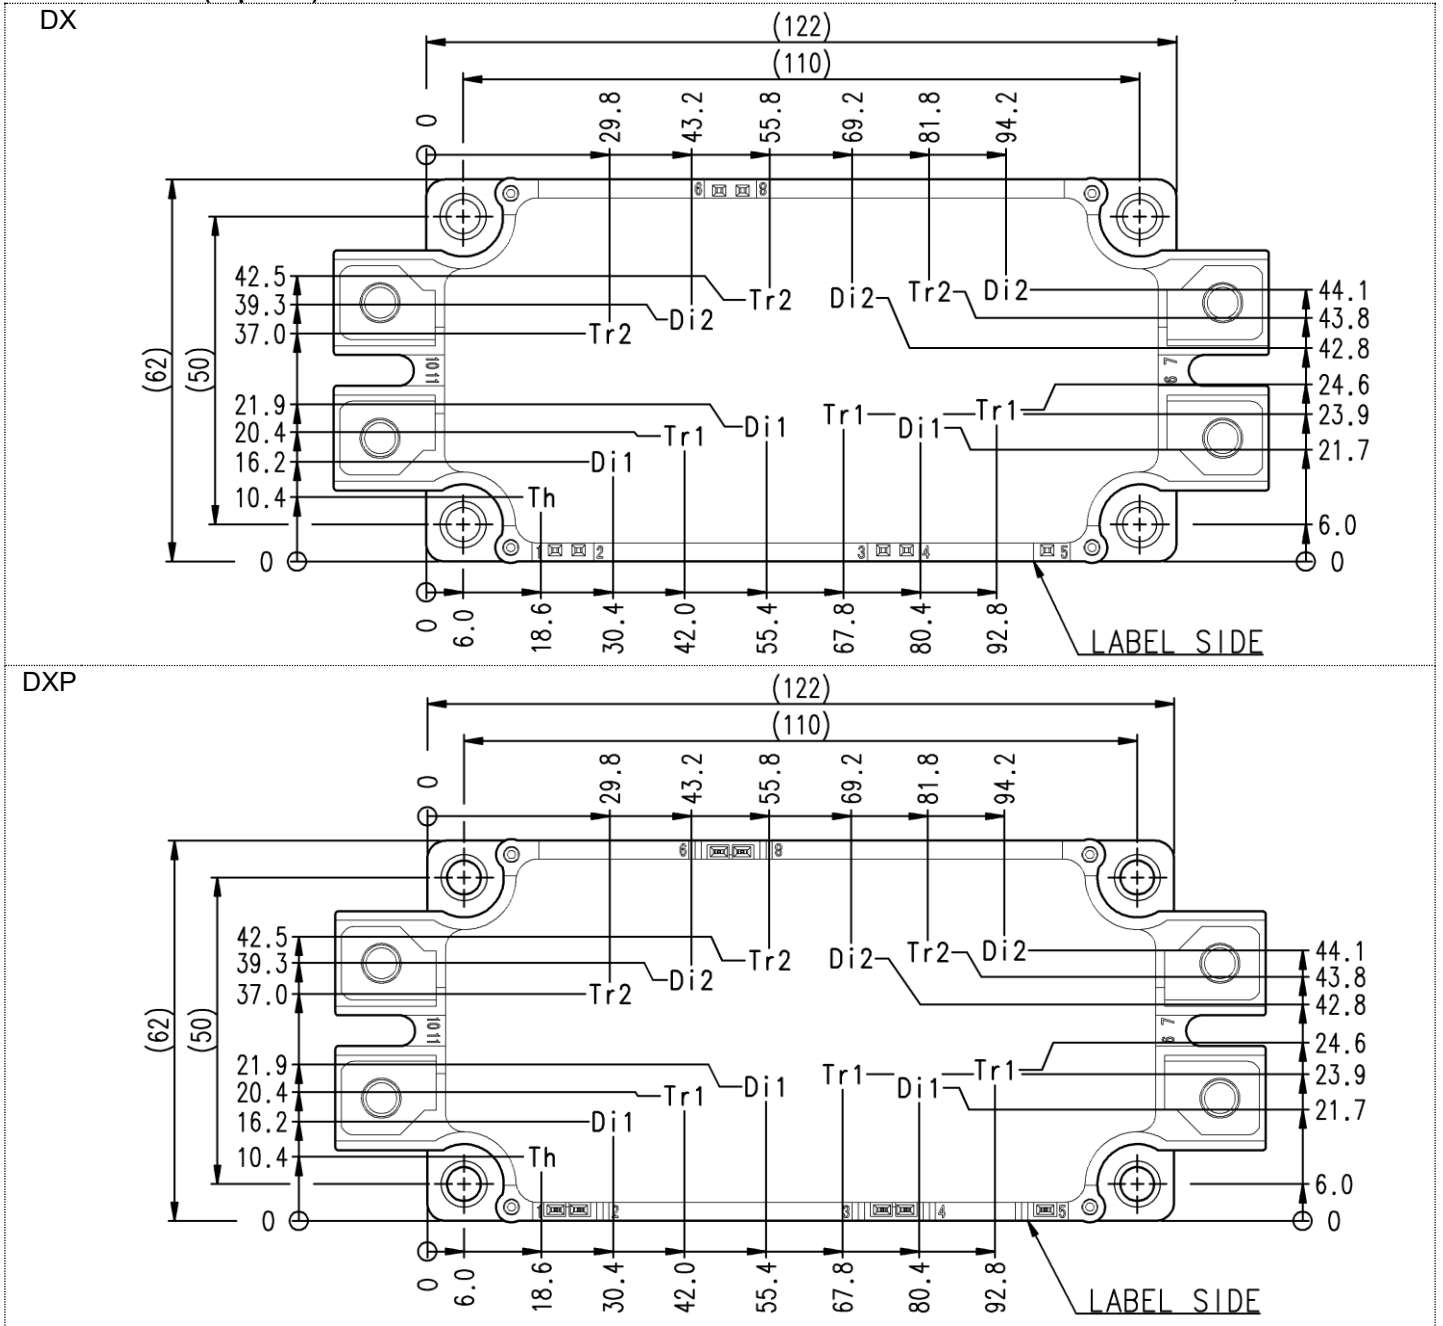 DX
(122)
(110)
0 29.8 43.2 55.8 69.2 81.8 94.2
6 8
42.5 Tr2 Di2 Tr2 Di2 44.1
39.3 Di2 43.8
37.0 Tr2 42.8
(62) (50) 10 11 7 9
21.9 Di1 Tr1 Di1 Tr1 24.6
20.4 Tr1 23.9
16.2 Di1 21.7
10.4 Th
1 2 3 4 5 6.0
0 0
0 6.0 18.6 30.4 42.0 55.4 67.8 80.4 92.8
LABEL SIDE
DXP
(122)
(110)
0 29.8 43.2 55.8 69.2 81.8 94.2
6 8
42.5 Tr2 Di2 Tr2 Di2 44.1
39.3 Di2 43.8
37.0 Tr2 42.8
(62) (50) 10 11 7 9
21.9 Di1 Tr1 Di1 Tr1 24.6
20.4 Tr1 23.9
16.2 Di1 21.7
10.4 Th
1 2 3 4 5 6.0
0 0
0 6.0 18.6 30.4 42.0 55.4 67.8 80.4 92.8
LABEL SIDE